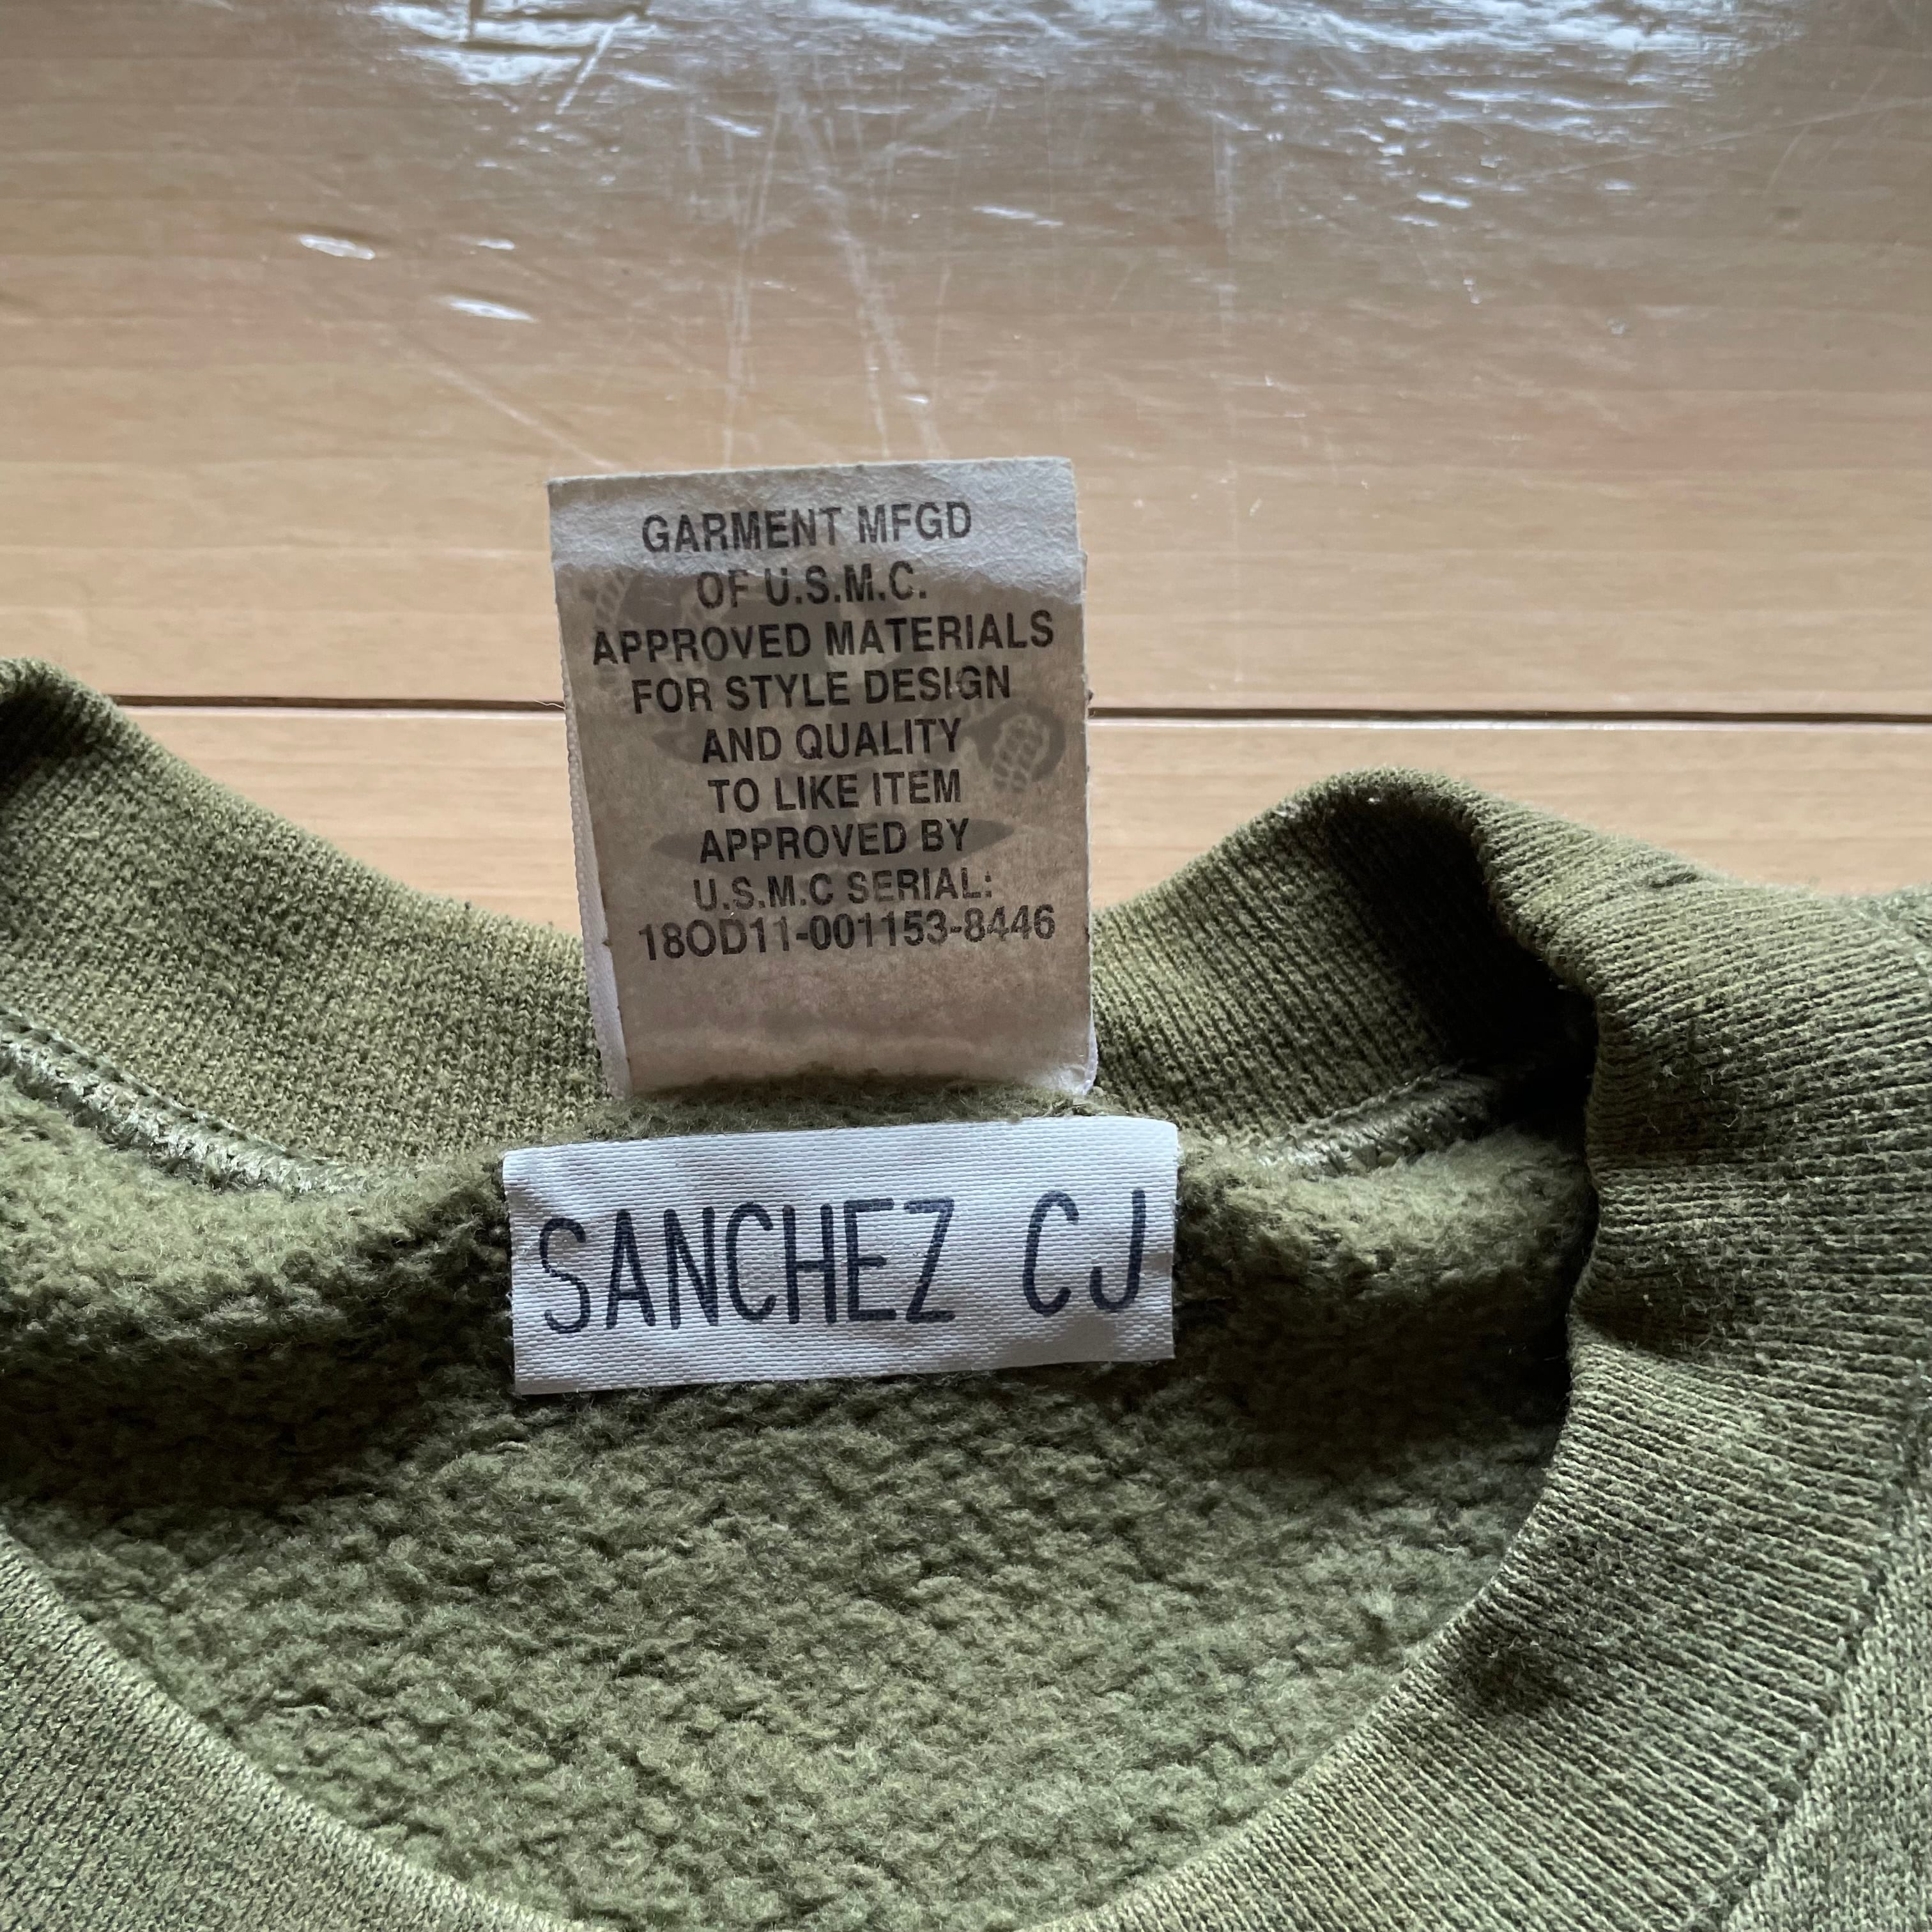 GARMENT MFGD
OF U.S.M.C.
APPROVED MATERIALS
FOR STYLE DESIGN
AND QUALITY
TO LIKE ITEM
APPROVED BY
U.S.M.C SERIAL:
18OD11-001153-8446
SANCHEZ CJ